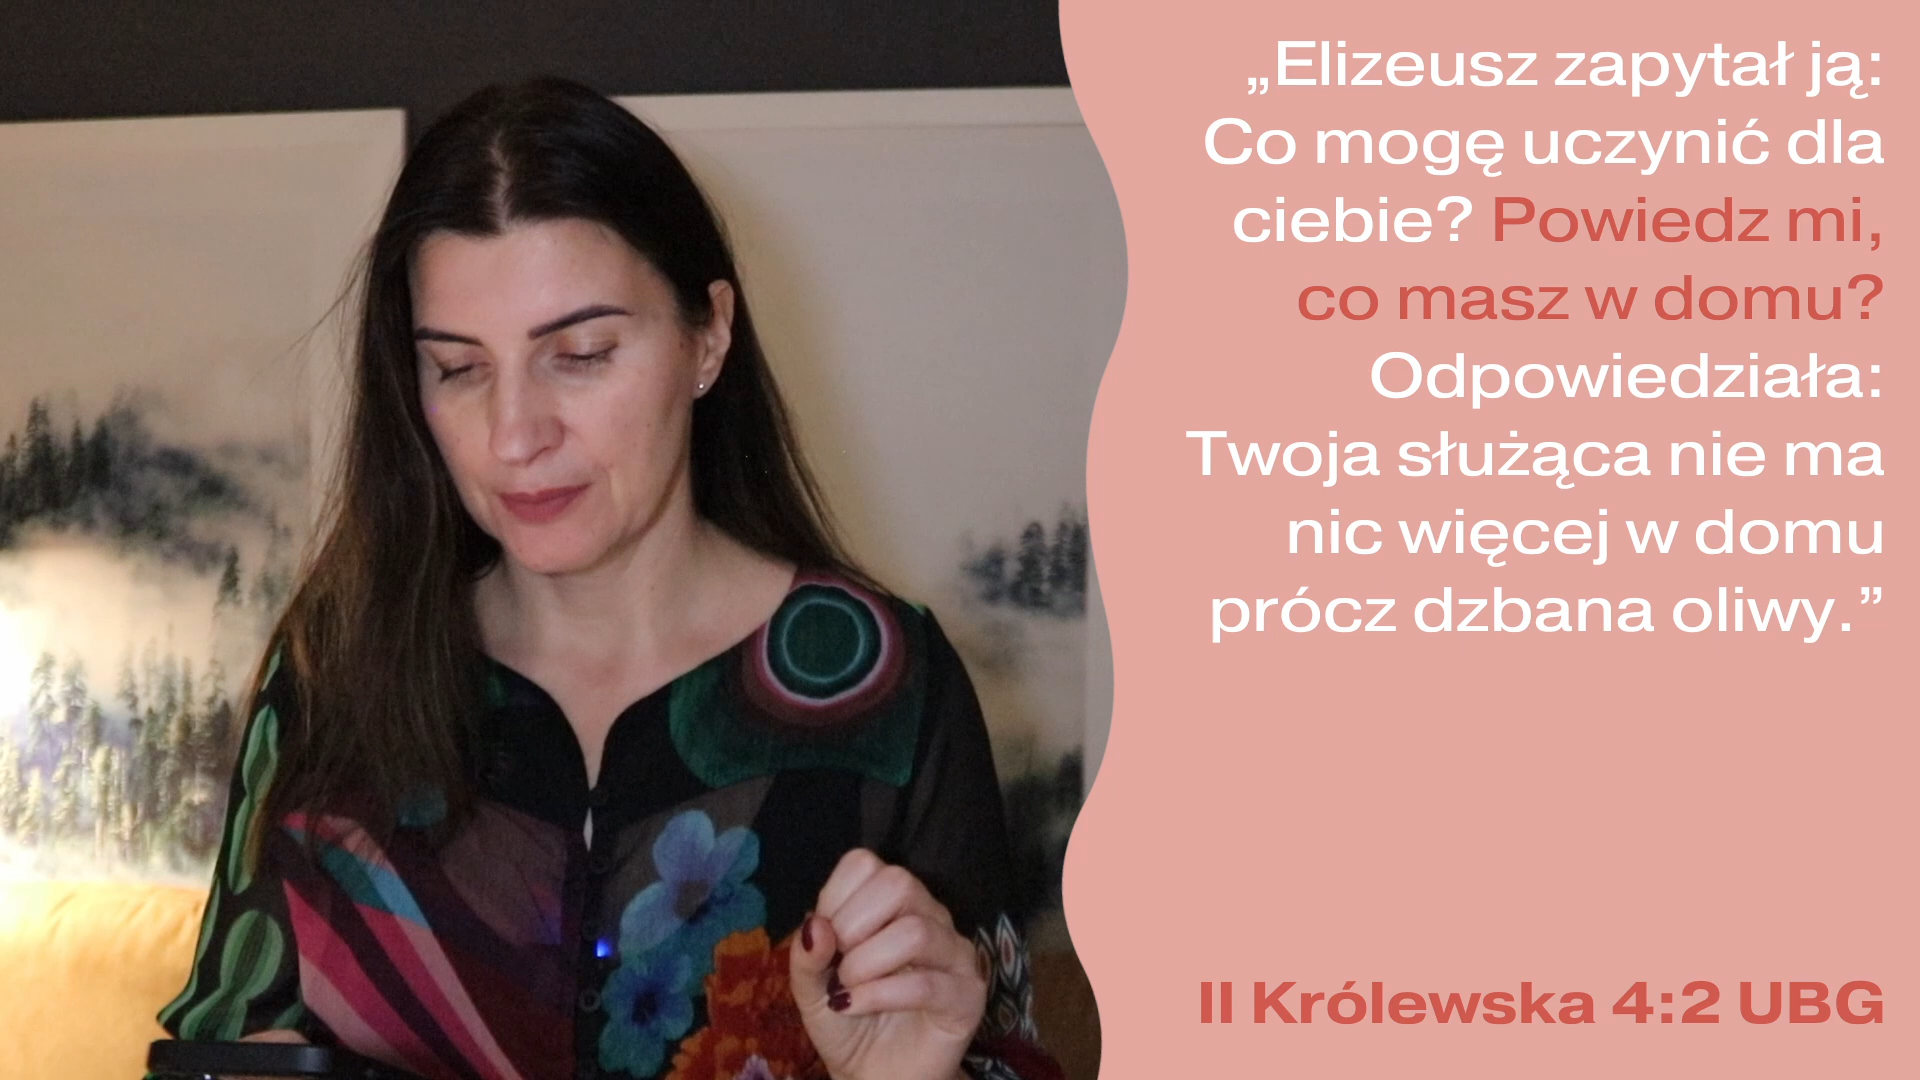 „Elizeusz zapytał ją:
Co mogę uczynić dla
ciebie? Powiedz mi,
co masz w domu?
Odpowiedziała:
Twoja służąca nie ma
nic więcej w domu
prócz dzbana oliwy.”
II Królewska 4:2 UBG